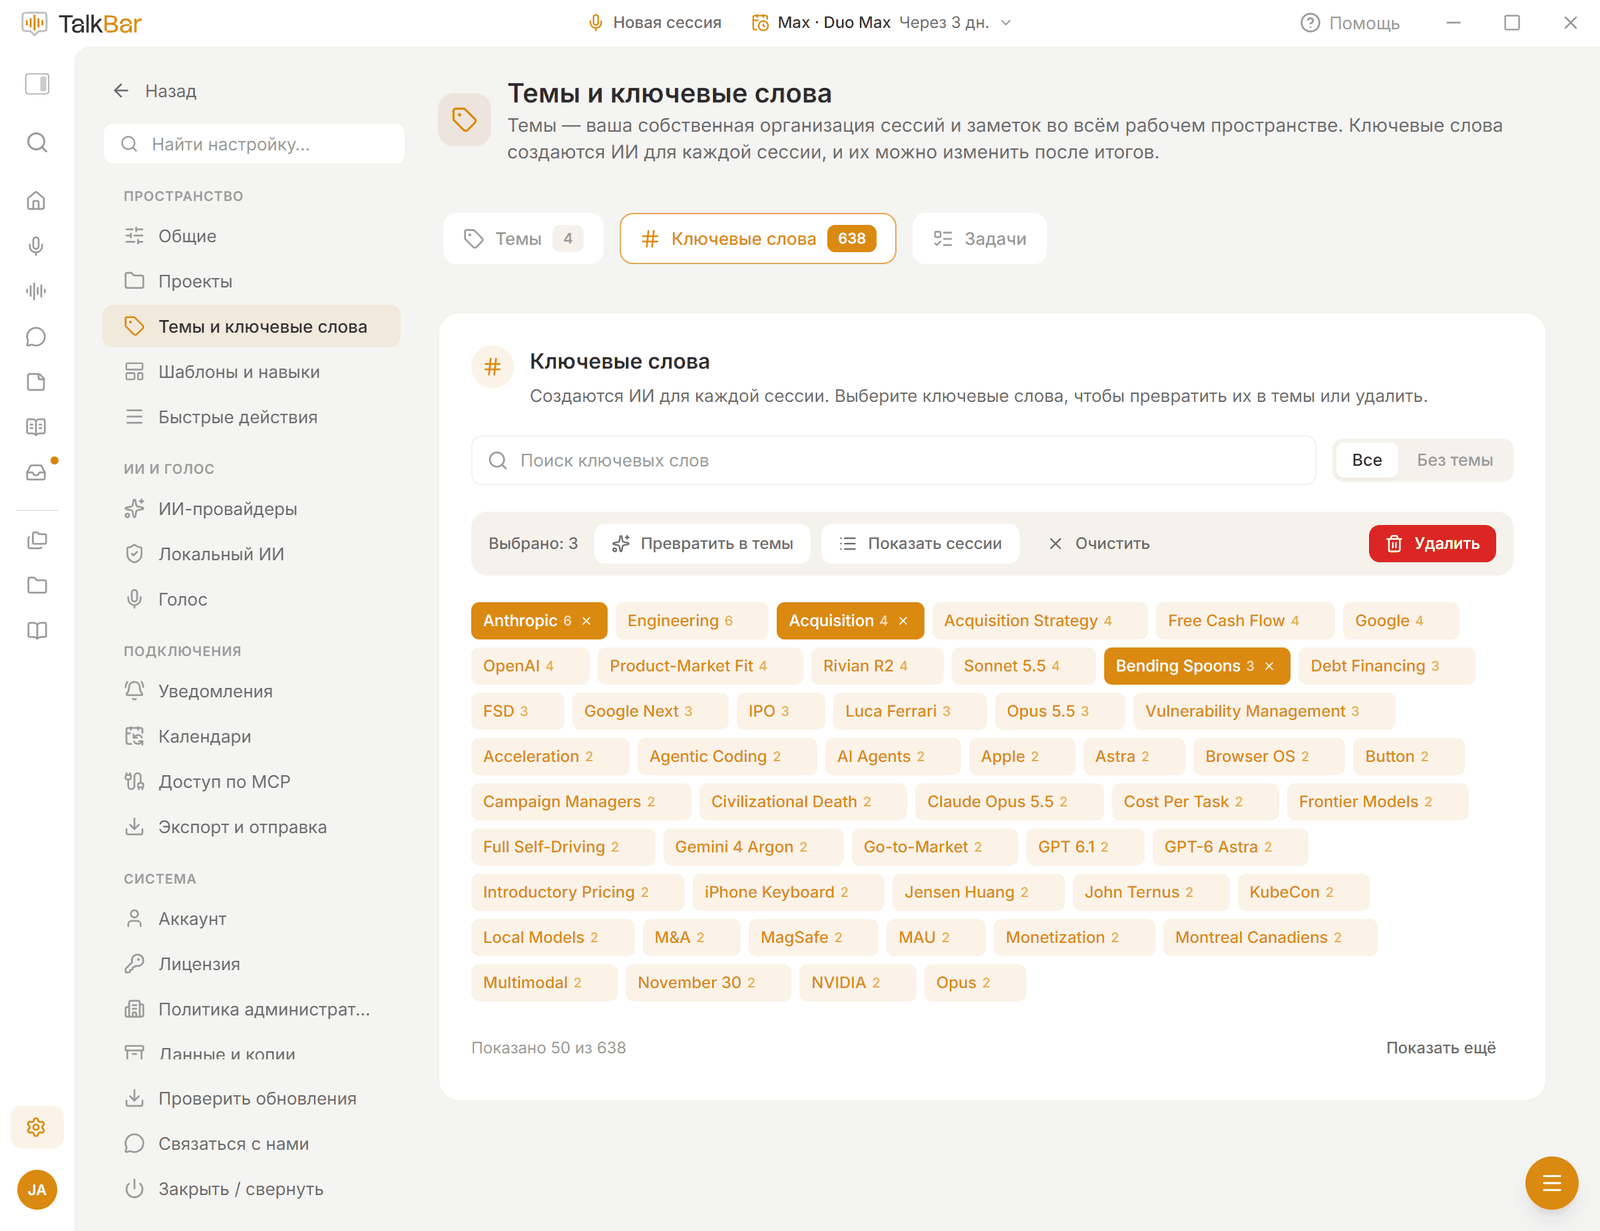 TalkBar
Новая сессия
Max · Duo Max Через 3 дн.
Помощь
Назад
Найти настройку...
ПРОСТРАНСТВО
Общие
Проекты
Темы и ключевые слова
Шаблоны и навыки
Быстрые действия
ИИ И ГОЛОС
ИИ-провайдеры
Локальный ИИ
Голос
ПОДКЛЮЧЕНИЯ
Уведомления
Календари
Доступ по MCP
Экспорт и отправка
СИСТЕМА
Аккаунт
Лицензия
Политика администрат...
Данные и копии
Проверить обновления
Связаться с нами
Закрыть / свернуть
JA
Темы и ключевые слова
Темы — ваша собственная организация сессий и заметок во всём рабочем пространстве. Ключевые слова
создаются ИИ для каждой сессии, и их можно изменить после итогов.
Темы 4
Ключевые слова 638
Задачи
Ключевые слова
Создаются ИИ для каждой сессии. Выберите ключевые слова, чтобы превратить их в темы или удалить.
Поиск ключевых слов
Все Без темы
Выбрано: 3 Превратить в темы Показать сессии Очистить Удалить
Anthropic 6 × Engineering 6 Acquisition 4 × Acquisition Strategy 4 Free Cash Flow 4 Google 4
OpenAI 4 Product-Market Fit 4 Rivian R2 4 Sonnet 5.5 4 Bending Spoons 3 × Debt Financing 3
FSD 3 Google Next 3 IPO 3 Luca Ferrari 3 Opus 5.5 3 Vulnerability Management 3
Acceleration 2 Agentic Coding 2 AI Agents 2 Apple 2 Astra 2 Browser OS 2 Button 2
Campaign Managers 2 Civilizational Death 2 Claude Opus 5.5 2 Cost Per Task 2 Frontier Models 2
Full Self-Driving 2 Gemini 4 Argon 2 Go-to-Market 2 GPT 6.1 2 GPT-6 Astra 2
Introductory Pricing 2 iPhone Keyboard 2 Jensen Huang 2 John Ternus 2 KubeCon 2
Local Models 2 M&A 2 MagSafe 2 MAU 2 Monetization 2 Montreal Canadiens 2
Multimodal 2 November 30 2 NVIDIA 2 Opus 2
Показано 50 из 638
Показать ещё